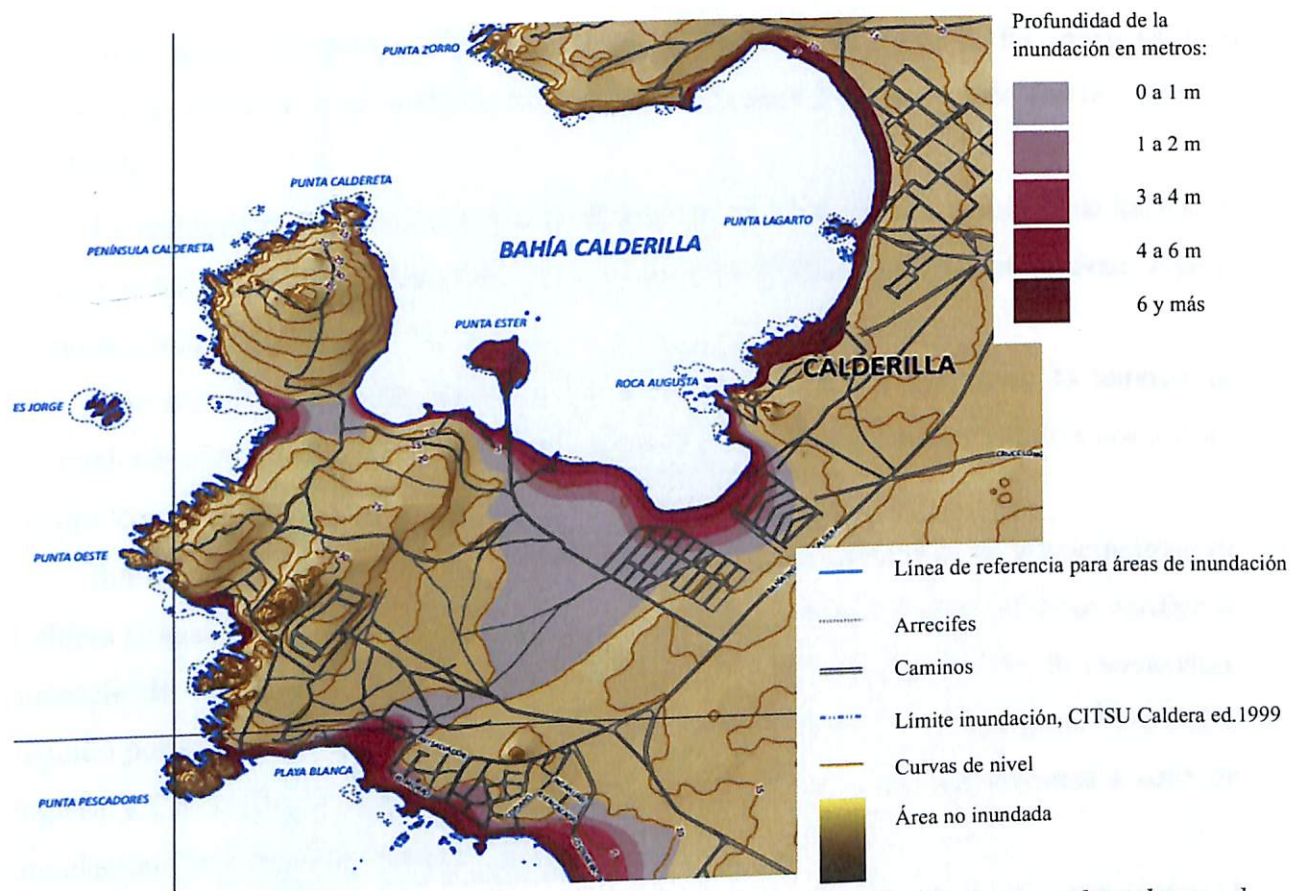 Profundidad de la
inundación en metros:
0 a 1 m
1 a 2 m
3 a 4 m
4 a 6 m
6 y más
PUNTA ZORRO
PUNTA CALDERETA
PENÍNSULA CALDERETA
BAHÍA CALDERILLA
PUNTA LAGARTO
PUNTA ESTER
ROCA AUGUSTA
CALDERILLA
ES JORGE
PUNTA OESTE
PLAYA BLANCA
PUNTA PESCADORES
Línea de referencia para áreas de inundación
Arrecifes
Caminos
Límite inundación, CITSU Caldera ed.1999
Curvas de nivel
Área no inundada